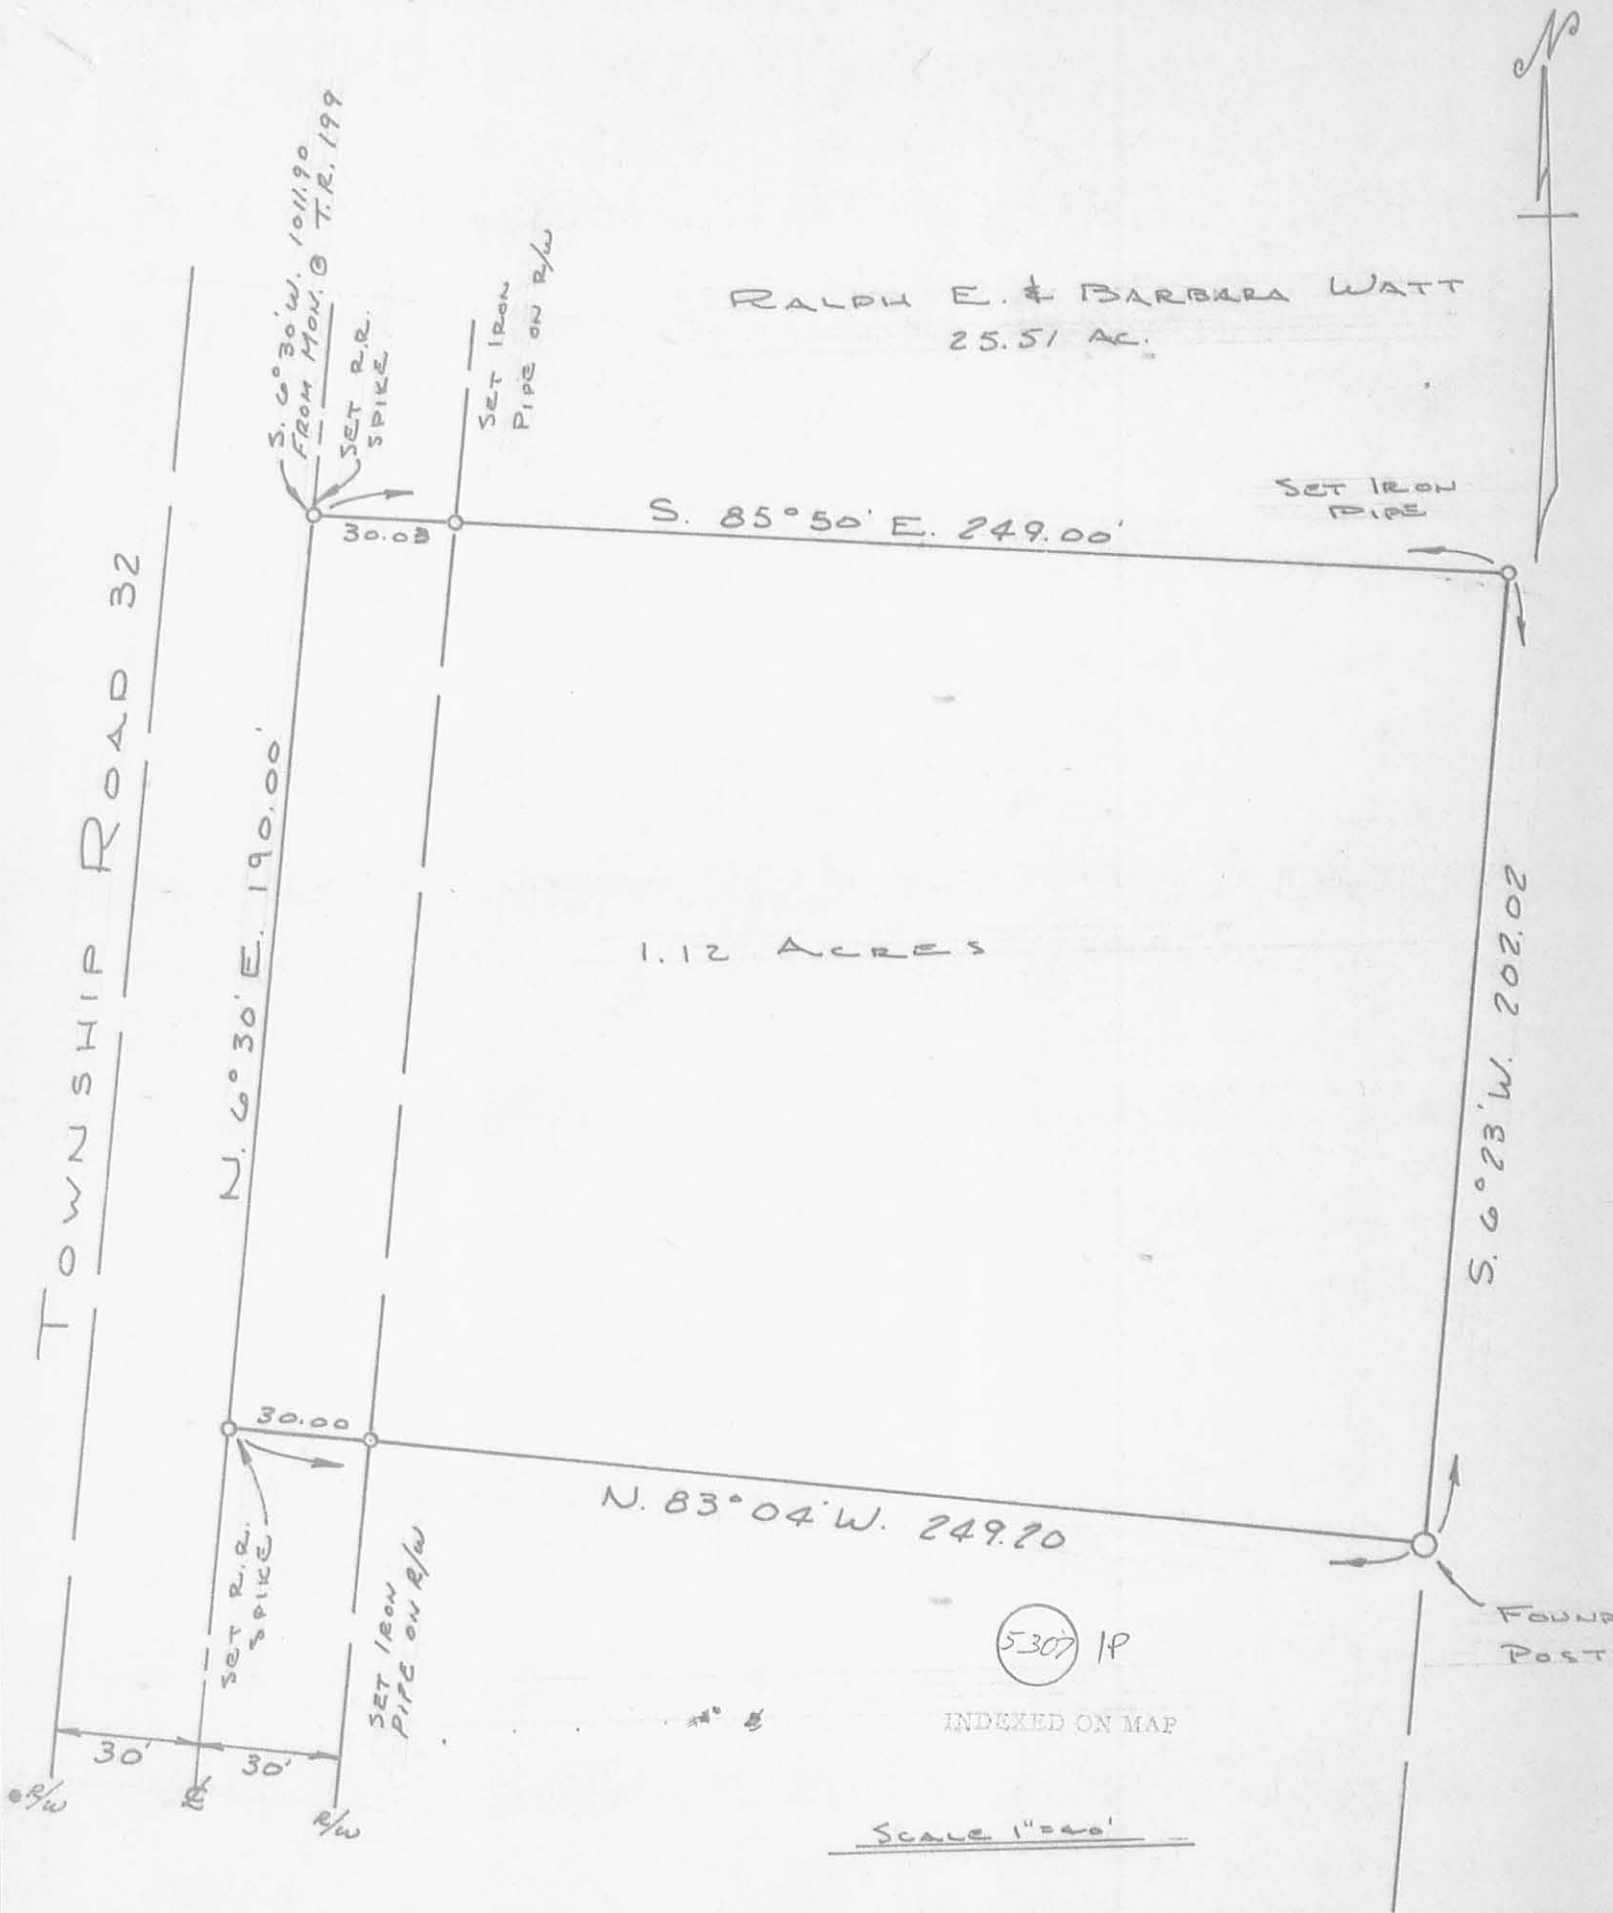 N
S. 6° 30' W. 1011.90
FROM MON. @ T.R. 199
SET R.R.
SPIKE
SET IRON
PIPE ON R/W
RALPH E. & BARBARA WATT
25.51 AC.
SET IRON
PIPE
30.03
S. 85° 50' E. 249.00'
TOWNSHIP ROAD 32
N. 6° 30' E. 190.00'
1.12 ACRES
S. 6° 23' W. 202.02
30.00
N. 83° 04' W. 249.20
SET R.R.
SPIKE
SET IRON
PIPE ON R/W
FOUND
POST
5307 IP
INDEXED ON MAP
30'
30'
R/W
R/W
SCALE 1"=40'